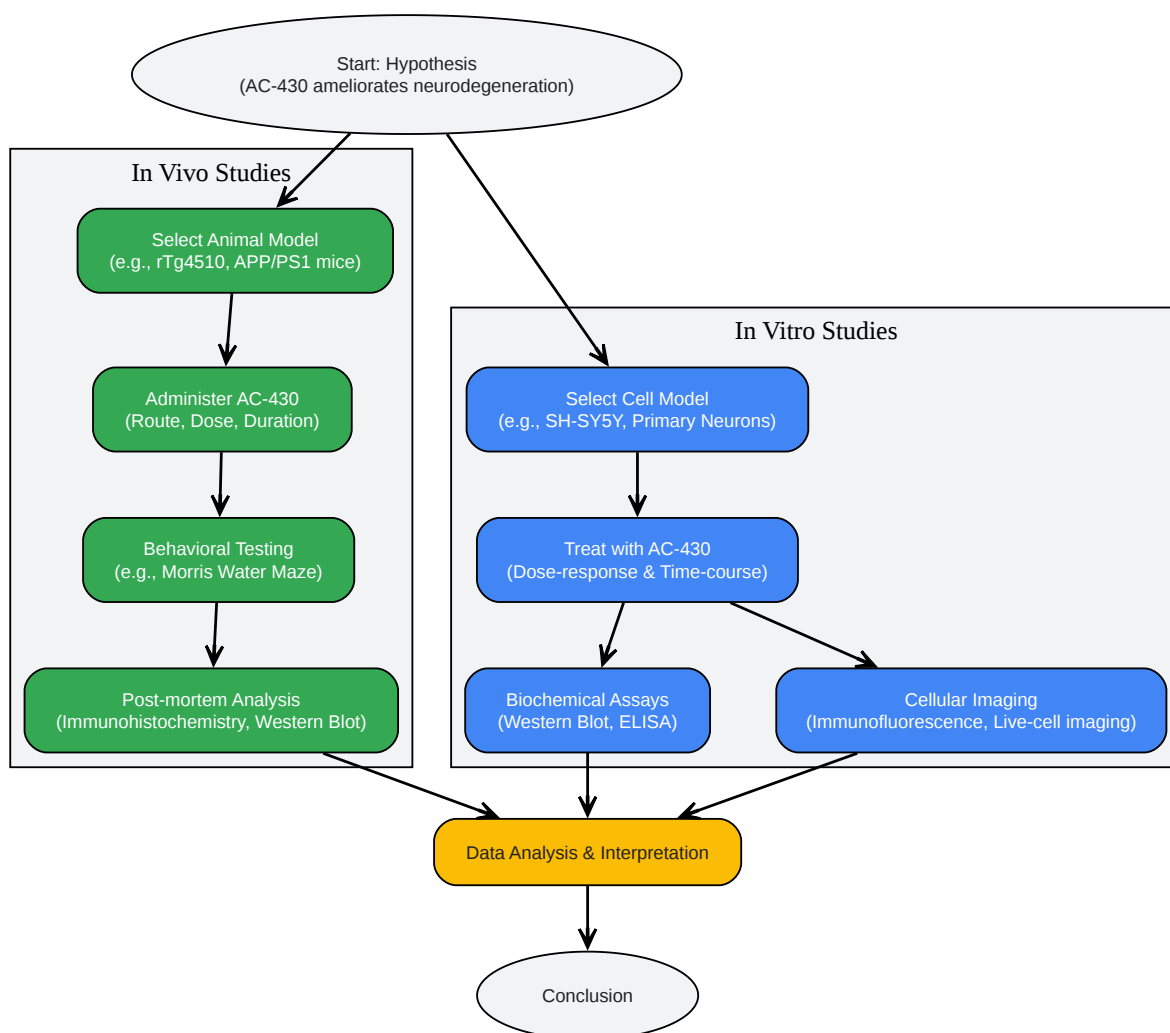 Start: Hypothesis
(AC-430 ameliorates neurodegeneration)
In Vivo Studies
Select Animal Model
(e.g., rTg4510, APP/PS1 mice)
Administer AC-430
(Route, Dose, Duration)
Behavioral Testing
(e.g., Morris Water Maze)
Post-mortem Analysis
(Immunohistochemistry, Western Blot)
In Vitro Studies
Select Cell Model
(e.g., SH-SY5Y, Primary Neurons)
Treat with AC-430
(Dose-response & Time-course)
Biochemical Assays
(Western Blot, ELISA)
Cellular Imaging
(Immunofluorescence, Live-cell imaging)
Data Analysis & Interpretation
Conclusion